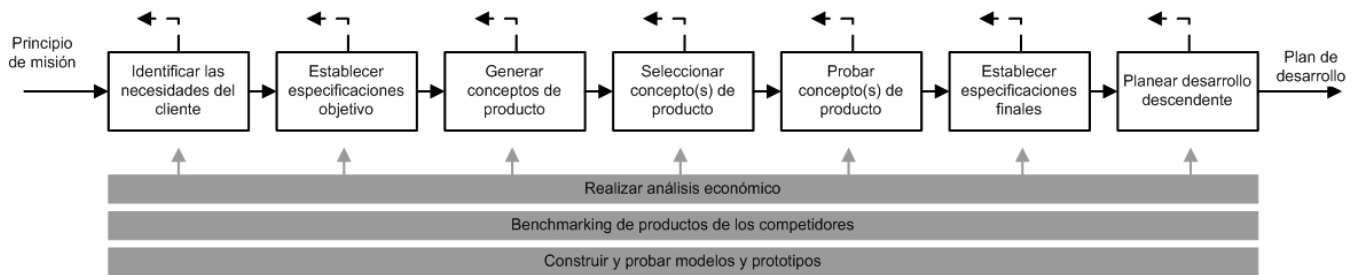 Principio
de misión
Identificar las
necesidades del
cliente
Establecer
especificaciones
objetivo
Generar
conceptos de
producto
Seleccionar
concepto(s) de
producto
Probar
concepto(s) de
producto
Establecer
especificaciones
finales
Planear desarrollo
descendente
Plan de
desarrollo
Realizar análisis económico
Benchmarking de productos de los competidores
Construir y probar modelos y prototipos